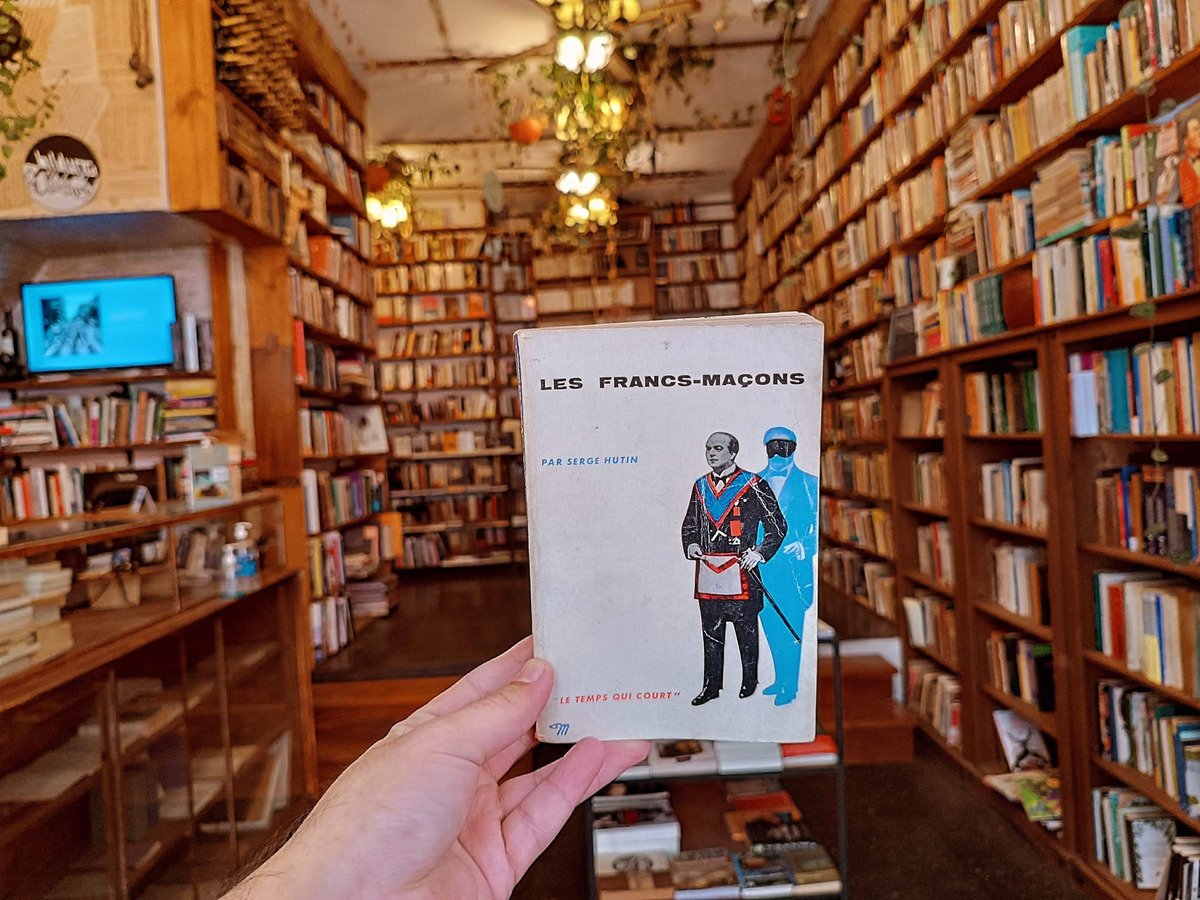 LES FRANCS-MAÇONS
PAR SERGE HUTIN
"LE TEMPS QUI COURT"